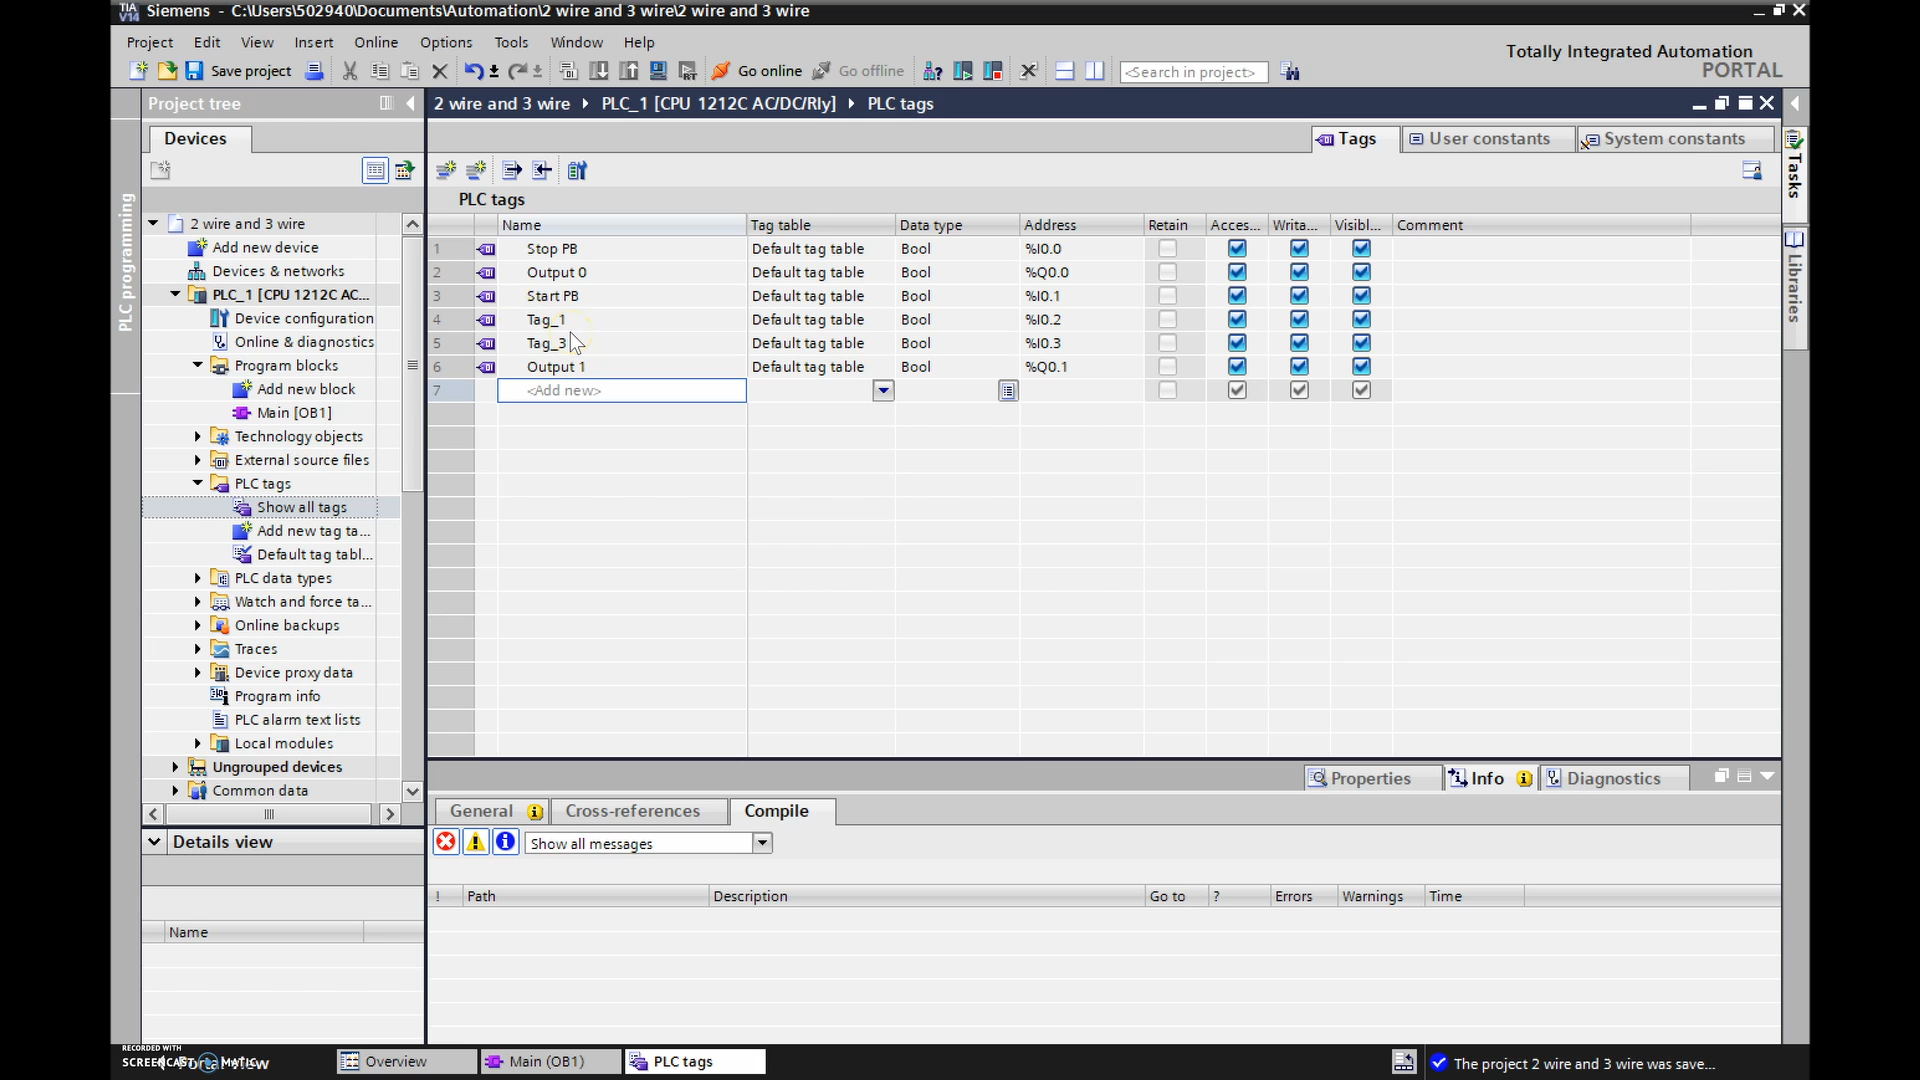 TIA V14 Siemens - C:\Users\502940\Documents\Automation\2 wire and 3 wire\2 wire and 3 wire
Project Edit View Insert Online Options Tools Window Help
Totally Integrated Automation
PORTAL
Save project Go online Go offline <Search in project>
Project tree
2 wire and 3 wire PLC_1 [CPU 1212C AC/DC/Rly] PLC tags
Devices
Tags User constants System constants
PLC programming
Tasks
Libraries
2 wire and 3 wire
Add new device
Devices & networks
PLC_1 [CPU 1212C AC...
Device configuration
Online & diagnostics
Program blocks
Add new block
Main [OB1]
Technology objects
External source files
PLC tags
Show all tags
Add new tag ta...
Default tag tabl...
PLC data types
Watch and force ta...
Online backups
Traces
Device proxy data
Program info
PLC alarm text lists
Local modules
Ungrouped devices
Common data
Details view
Name
PLC tags
Name Tag table Data type Address Retain Acces... Writa... Visibl... Comment
1 Stop PB Default tag table Bool %I0.0
2 Output 0 Default tag table Bool %Q0.0
3 Start PB Default tag table Bool %I0.1
4 Tag_1 Default tag table Bool %I0.2
5 Tag_3 Default tag table Bool %I0.3
6 Output 1 Default tag table Bool %Q0.1
7 <Add new>
Properties Info Diagnostics
General Cross-references Compile
Show all messages
! Path Description Go to ? Errors Warnings Time
RECORDED WITH
SCREENCAST MATIC
Portal view Overview Main (OB1) PLC tags
The project 2 wire and 3 wire was save...